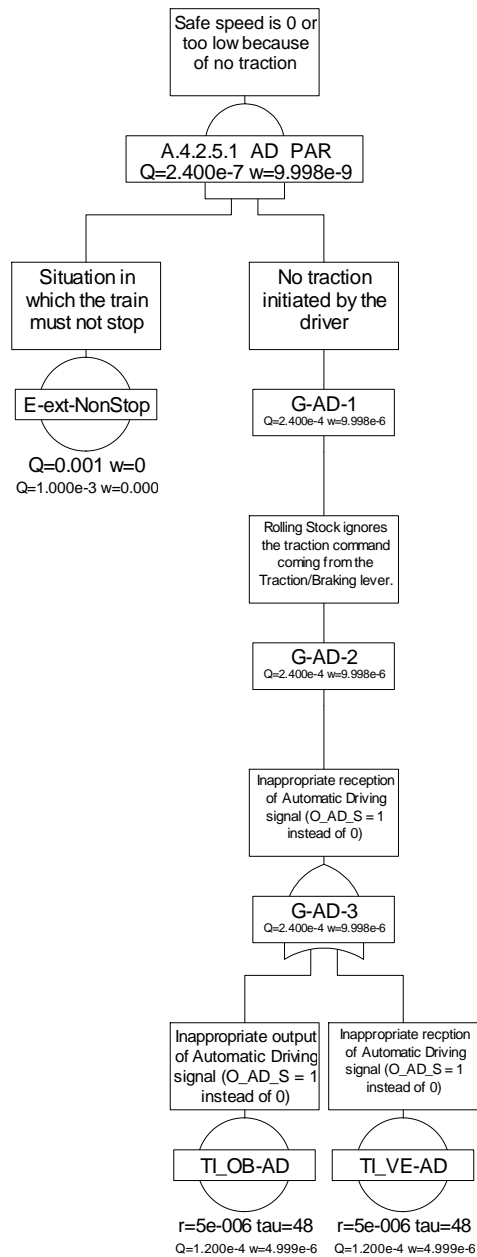 Safe speed is 0 or
too low because
of no traction
A.4.2.5.1 AD PAR
Q=2.400e-7 w=9.998e-9
Situation in
which the train
must not stop
No traction
initiated by the
driver
E-ext-NonStop
Q=0.001 w=0
Q=1.000e-3 w=0.000
G-AD-1
Q=2.400e-4 w=9.998e-6
Rolling Stock ignores
the traction command
coming from the
Traction/Braking lever.
G-AD-2
Q=2.400e-4 w=9.998e-6
Inappropriate reception
of Automatic Driving
signal (O_AD_S = 1
instead of 0)
G-AD-3
Q=2.400e-4 w=9.998e-6
Inappropriate output
of Automatic Driving
signal (O_AD_S = 1
instead of 0)
Inappropriate recption
of Automatic Driving
signal (O_AD_S = 1
instead of 0)
TI_OB-AD
r=5e-006 tau=48
Q=1.200e-4 w=4.999e-6
TI_VE-AD
r=5e-006 tau=48
Q=1.200e-4 w=4.999e-6